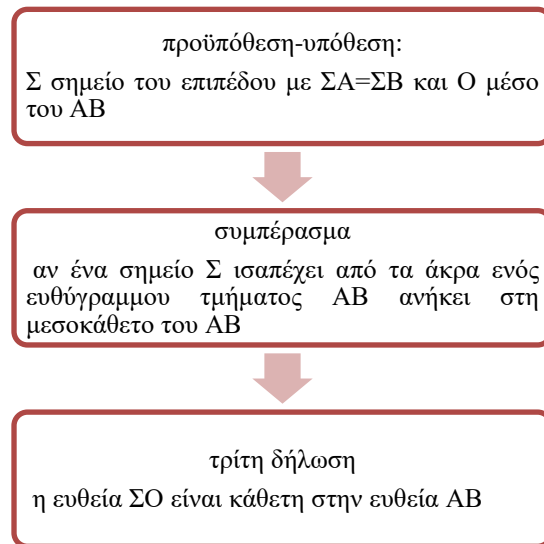 προϋπόθεση-υπόθεση:
Σ σημείο του επιπέδου με ΣΑ=ΣΒ και Ο μέσο
του ΑΒ
συμπέρασμα
αν ένα σημείο Σ ισαπέχει από τα άκρα ενός
ευθύγραμμου τμήματος ΑΒ ανήκει στη
μεσοκάθετο του ΑΒ
τρίτη δήλωση
η ευθεία ΣΟ είναι κάθετη στην ευθεία ΑΒ